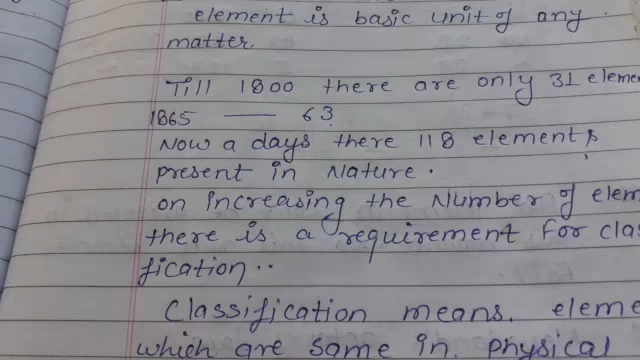 element is basic unit of any
matter
Till 1800 there are only 31 eleme
1865 — 63
Now a days there 118 elements
present in Nature.
on increasing the Number of elem
there is a requirement for clas
fication..
Classification means. eleme
which are same in physical